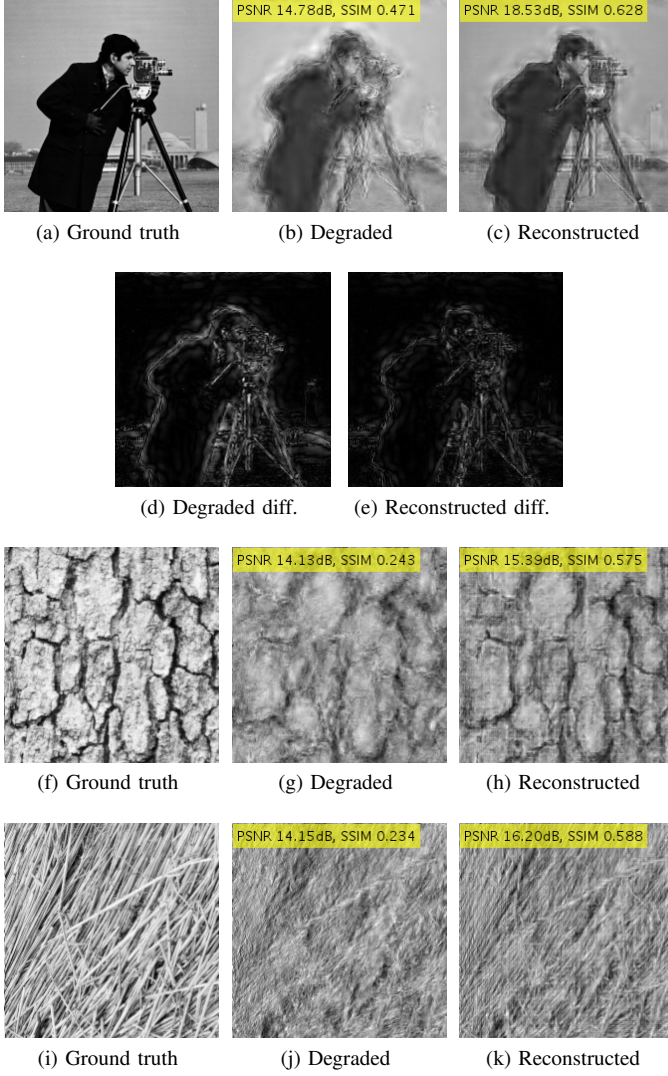 PSNR 14.78dB, SSIM 0.471
PSNR 18.53dB, SSIM 0.628
(a) Ground truth
(b) Degraded
(c) Reconstructed
(d) Degraded diff.
(e) Reconstructed diff.
PSNR 14.13dB, SSIM 0.243
PSNR 15.39dB, SSIM 0.575
(f) Ground truth
(g) Degraded
(h) Reconstructed
PSNR 14.15dB, SSIM 0.234
PSNR 16.20dB, SSIM 0.588
(i) Ground truth
(j) Degraded
(k) Reconstructed